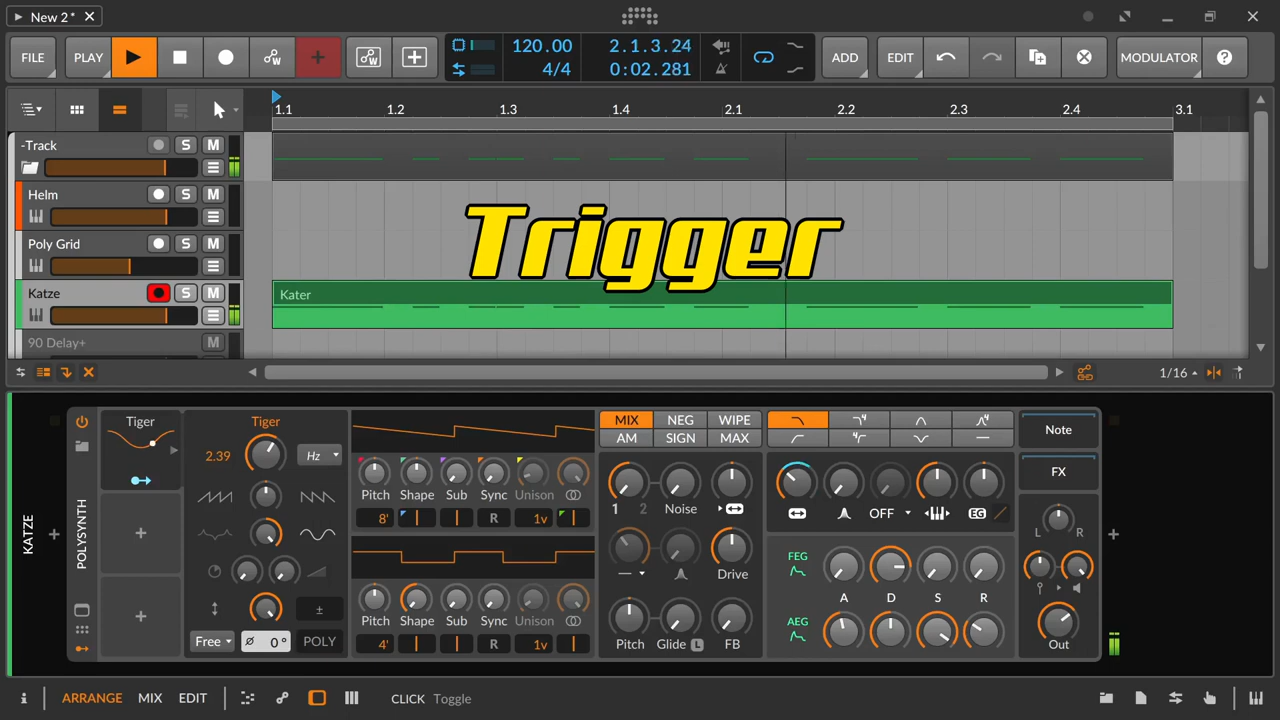 New 2*
FILE PLAY 120.00 4/4 2.1.3.24 0:02.281 ADD EDIT MODULATOR ?
1.1 1.2 1.3 1.4 2.1 2.2 2.3 2.4 3.1
-Track S M
Helm S M
Poly Grid S M
Trigger
Katze S M
Kater
90 Delay+ M
1/16
KATZE
POLYSYNTH
Tiger
Tiger
2.39 Hz
Free Ø 0° POLY
±
Pitch Shape Sub Sync Unison
8' R 1v
Pitch Shape Sub Sync Unison
4' R 1v
MIX NEG WIPE
AM SIGN MAX
1 2 Noise
Drive
Pitch Glide L FB
OFF EG
FEG
A D S R
AEG
Note
FX
L R
Out
i ARRANGE MIX EDIT CLICK Toggle